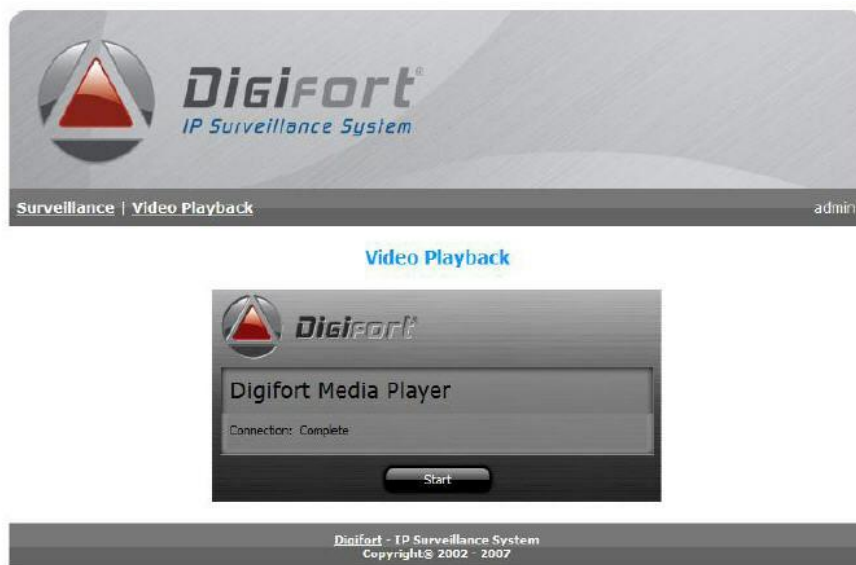 Digifort®
IP Surveillance System
Surveillance | Video Playback
admin
Video Playback
Digifort®
Digifort Media Player
Connection: Complete
Start
Digifort - IP Surveillance System
Copyright© 2002 - 2007